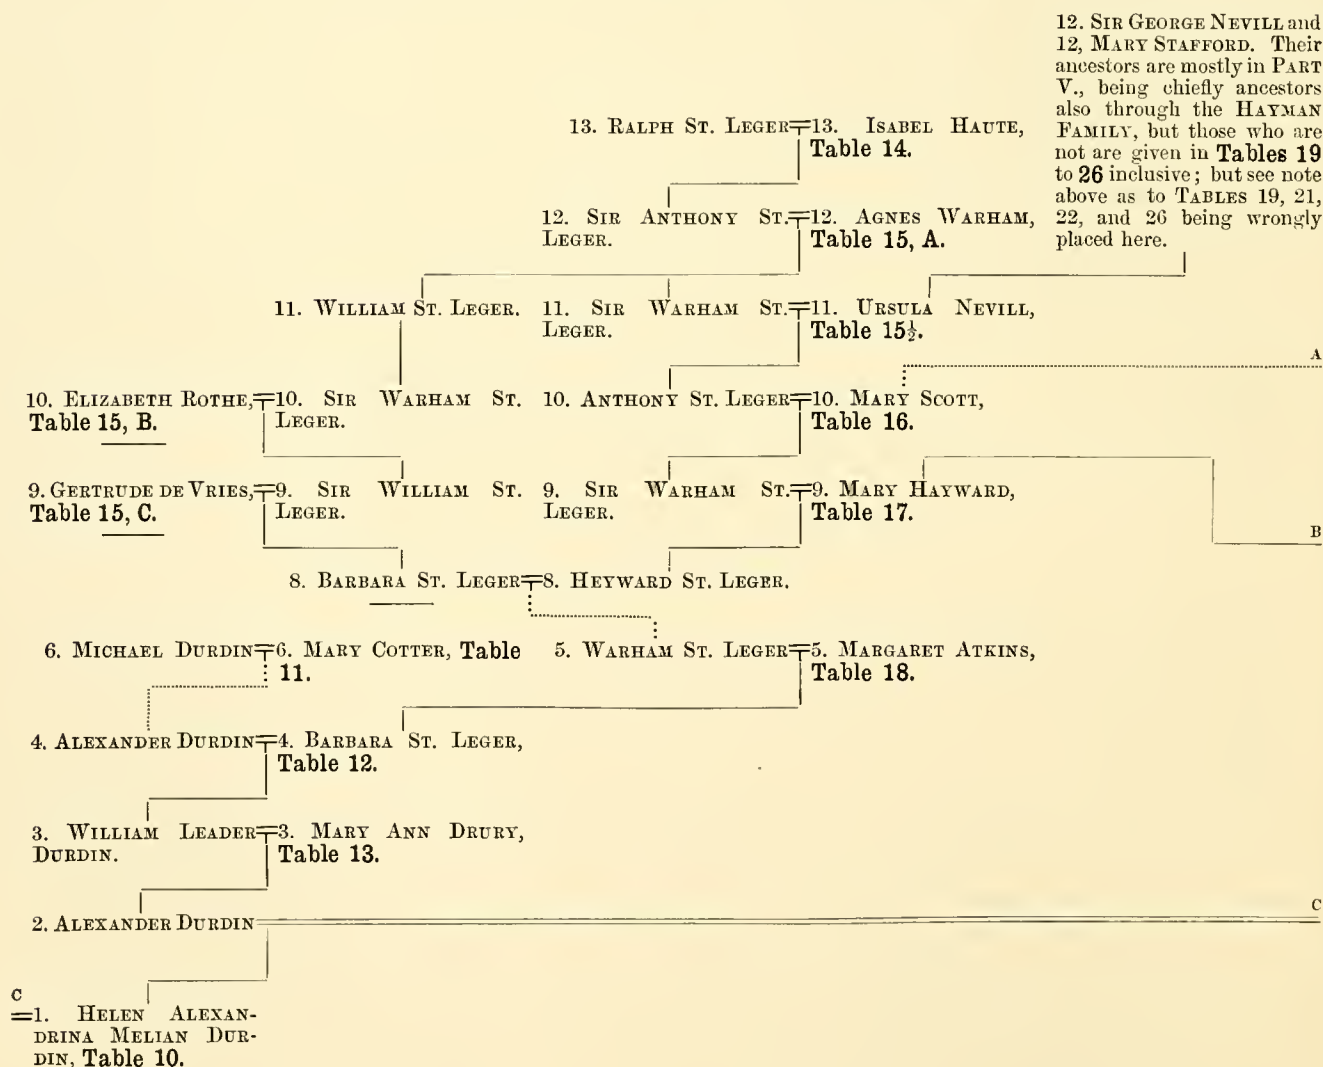 12. SIR GEORGE NEVILL and
12, MARY STAFFORD. Their
ancestors are mostly in PART
V., being chiefly ancestors
also through the HAYMAN
FAMILY, but those who are
not are given in Tables 19
to 26 inclusive; but see note
above as to TABLES 19, 21,
22, and 26 being wrongly
placed here.
13. RALPH ST. LEGER=13. ISABEL HAUTE,
Table 14.
12. SIR ANTHONY ST.=12. AGNES WARHAM,
LEGER. Table 15, A.
11. WILLIAM ST. LEGER. 11. SIR WARHAM ST.=11. URSULA NEVILL,
LEGER. Table 15½.
A
10. ELIZABETH ROTHE,=10. SIR WARHAM ST. 10. ANTHONY ST. LEGER=10. MARY SCOTT,
Table 15, B. LEGER. Table 16.
9. GERTRUDE DE VRIES,=9. SIR WILLIAM ST. 9. SIR WARHAM ST.=9. MARY HAYWARD,
Table 15, C. LEGER. LEGER. Table 17.
B
8. BARBARA ST. LEGER=8. HEYWARD ST. LEGER.
6. MICHAEL DURDIN=6. MARY COTTER, Table 5. WARHAM ST. LEGER=5. MARGARET ATKINS,
11. Table 18.
4. ALEXANDER DURDIN=4. BARBARA ST. LEGER,
Table 12.
3. WILLIAM LEADER=3. MARY ANN DRURY,
DURDIN. Table 13.
C
2. ALEXANDER DURDIN
C
=1. HELEN ALEXAN-
DRINA MELIAN DUR-
DIN, Table 10.